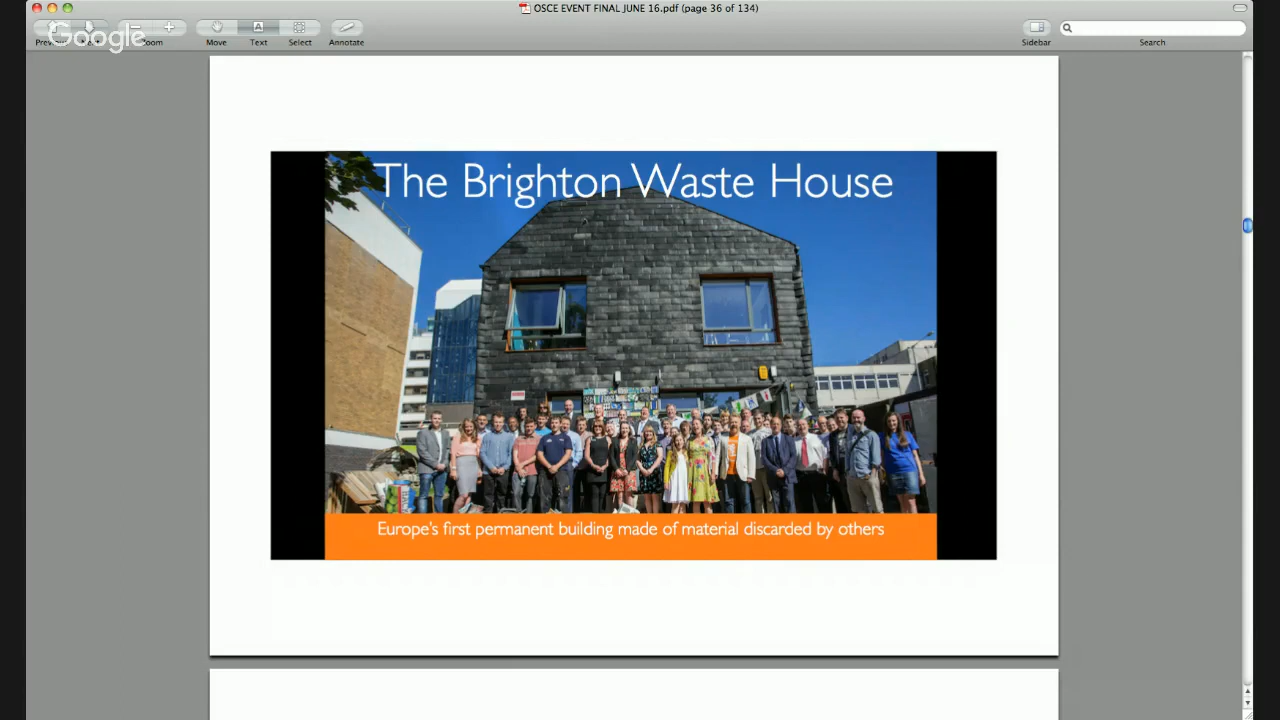 OSCE EVENT FINAL JUNE 16.pdf (page 36 of 134)
Google
Zoom
Move
Text
Select
Annotate
Sidebar
Search
The Brighton Waste House
Europe's first permanent building made of material discarded by others